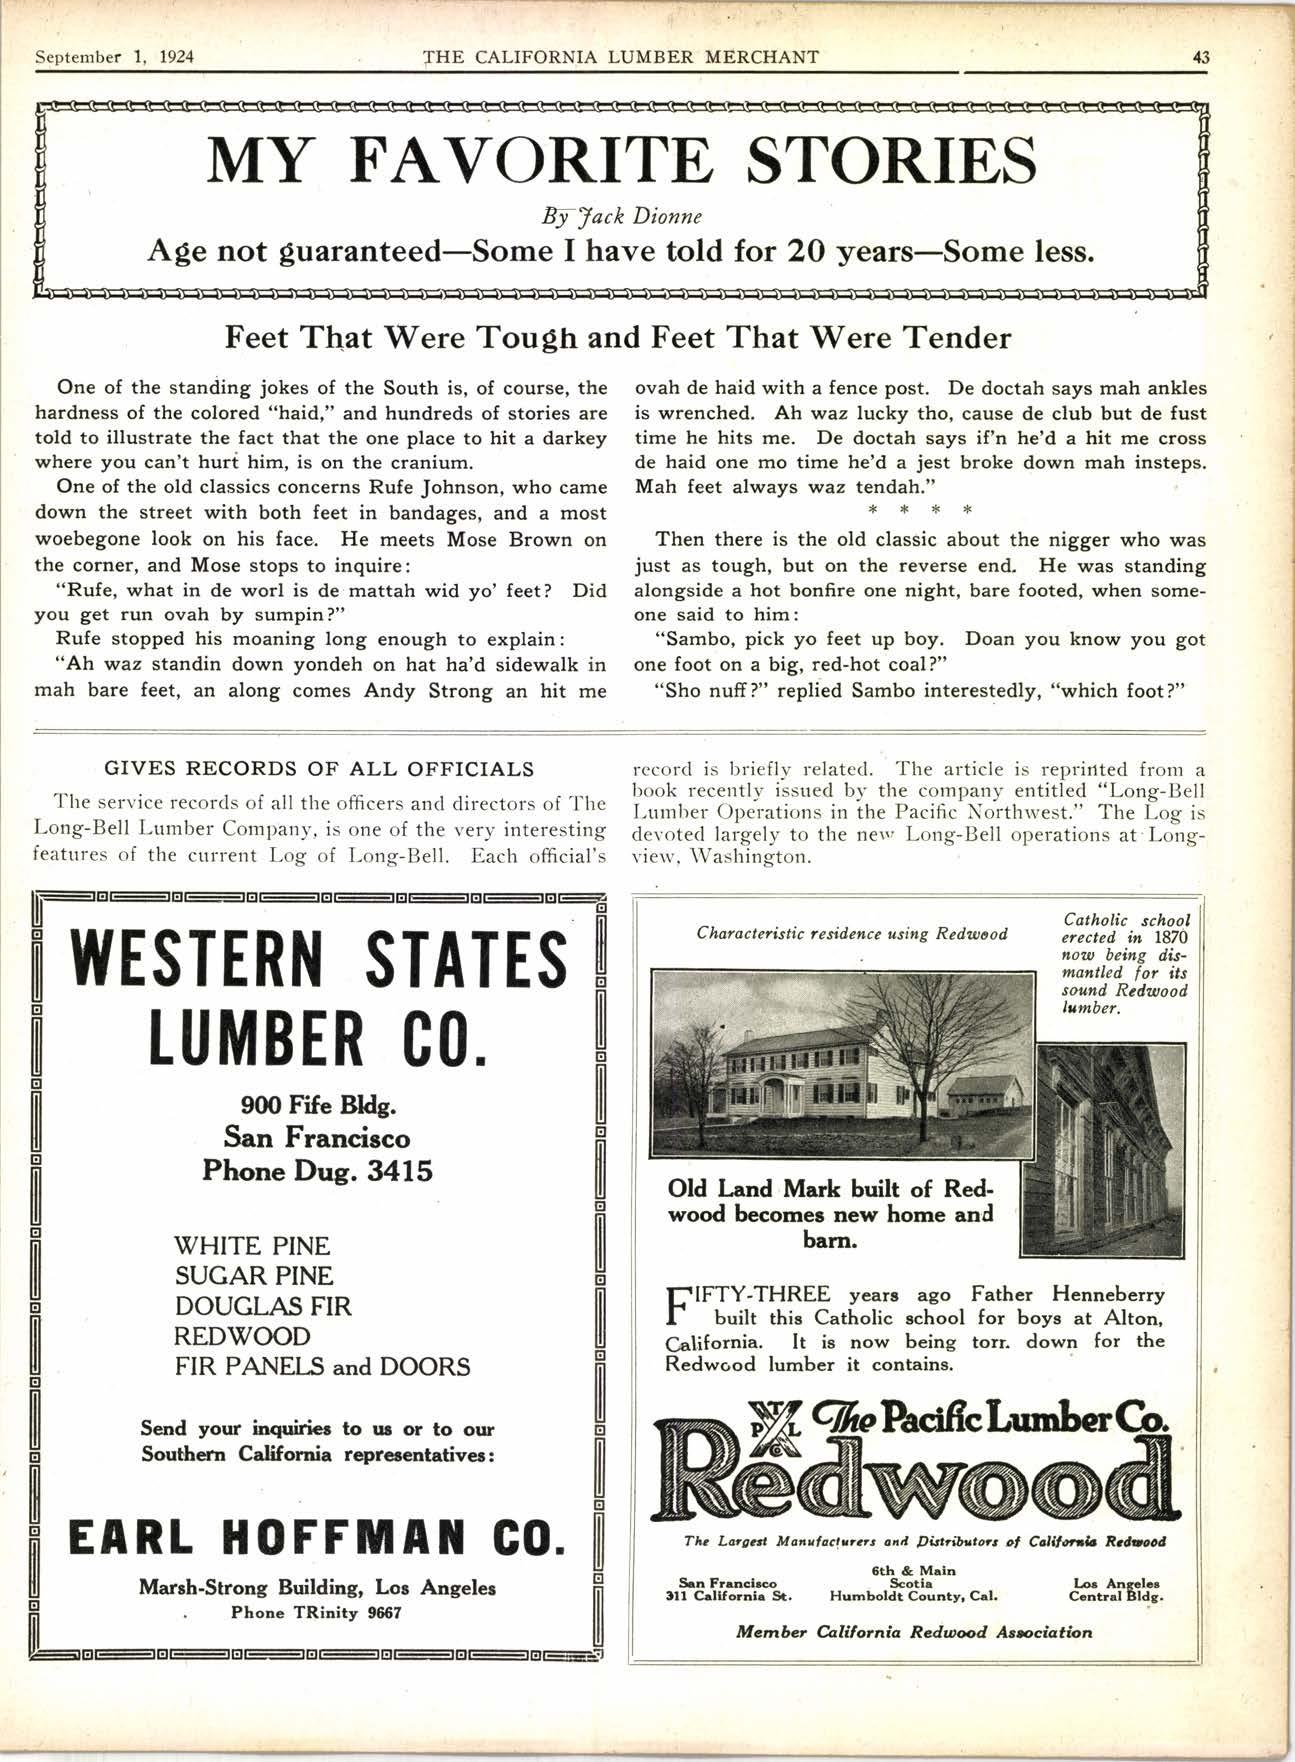 September 1, 1924
THE CALIFORNIA LUMBER MERCHANT
43
MY FAVORITE STORIES
By Jack Dionne
Age not guaranteed—Some I have told for 20 years—Some less.
Feet That Were Tough and Feet That Were Tender
One of the standing jokes of the South is, of course, the
hardness of the colored "haid," and hundreds of stories are
told to illustrate the fact that the one place to hit a darkey
where you can't hurt him, is on the cranium.
One of the old classics concerns Rufe Johnson, who came
down the street with both feet in bandages, and a most
woebegone look on his face. He meets Mose Brown on
the corner, and Mose stops to inquire:
"Rufe, what in de worl is de mattah wid yo' feet? Did
you get run ovah by sumpin?"
Rufe stopped his moaning long enough to explain:
"Ah waz standin down yondeh on hat ha'd sidewalk in
mah bare feet, an along comes Andy Strong an hit me
ovah de haid with a fence post. De doctah says mah ankles
is wrenched. Ah waz lucky tho, cause de club but de fust
time he hits me. De doctah says if'n he'd a hit me cross
de haid one mo time he'd a jest broke down mah insteps.
Mah feet always waz tendah."
* * * *
Then there is the old classic about the nigger who was
just as tough, but on the reverse end. He was standing
alongside a hot bonfire one night, bare footed, when some-
one said to him:
"Sambo, pick yo feet up boy. Doan you know you got
one foot on a big, red-hot coal?"
"Sho nuff?" replied Sambo interestedly, "which foot?"
GIVES RECORDS OF ALL OFFICIALS
The service records of all the officers and directors of The
Long-Bell Lumber Company, is one of the very interesting
features of the current Log of Long-Bell. Each official's
record is briefly related. The article is reprinted from a
book recently issued by the company entitled "Long-Bell
Lumber Operations in the Pacific Northwest." The Log is
devoted largely to the new Long-Bell operations at Long-
view, Washington.
WESTERN STATES
LUMBER CO.
900 Fife Bldg.
San Francisco
Phone Dug. 3415
WHITE PINE
SUGAR PINE
DOUGLAS FIR
REDWOOD
FIR PANELS and DOORS
Send your inquiries to us or to our
Southern California representatives:
EARL HOFFMAN CO.
Marsh-Strong Building, Los Angeles
Phone TRinity 9667
Characteristic residence using Redwood
Catholic school
erected in 1870
now being dis-
mantled for its
sound Redwood
lumber.
Old Land Mark built of Red-
wood becomes new home and
barn.
FIFTY-THREE years ago Father Henneberry
built this Catholic school for boys at Alton,
California. It is now being torr. down for the
Redwood lumber it contains.
T P L C
The Pacific Lumber Co.
Redwood
The Largest Manufacturers and Distributors of California Redwood
San Francisco
311 California St.
6th & Main
Scotia
Humboldt County, Cal.
Los Angeles
Central Bldg.
Member California Redwood Association